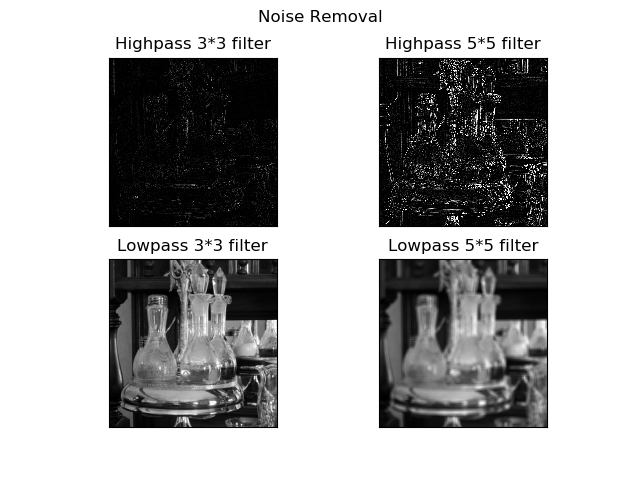 Noise Removal
Highpass 3*3 filter
Highpass 5*5 filter
Lowpass 3*3 filter
Lowpass 5*5 filter